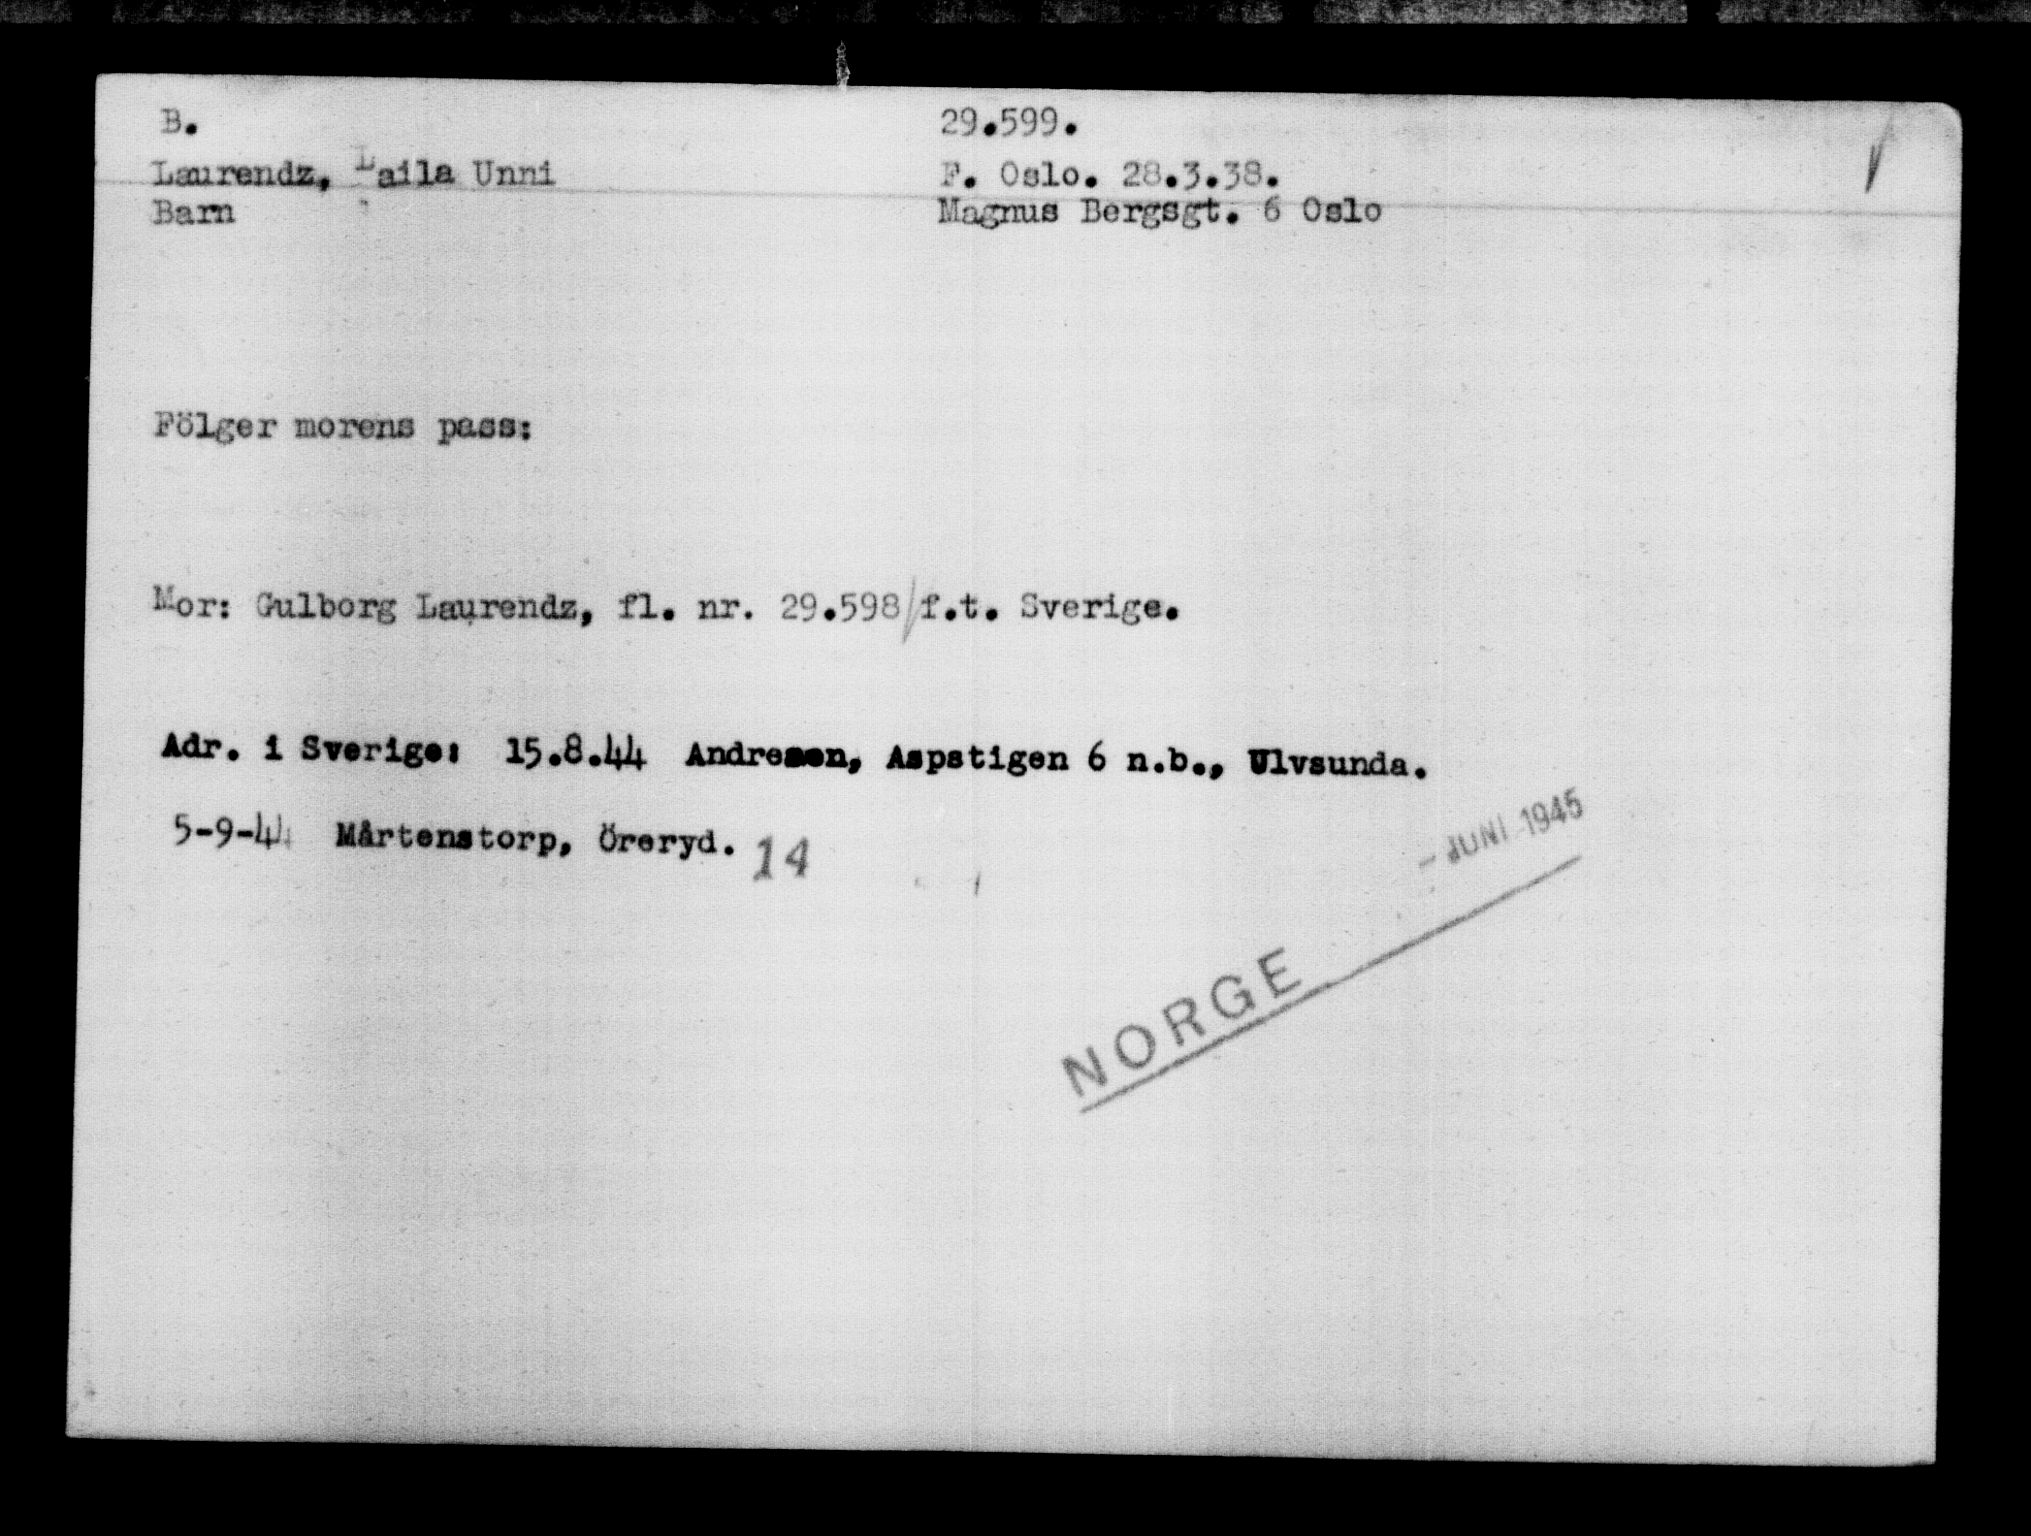 B. 29.599.
Laurendz, Laila Unni F. Oslo. 28.3.38.
Barn Magnus Bergsgt. 6 Oslo
Fölger morens pass:
Mor: Gulborg Laurendz, fl. nr. 29.598/f.t. Sverige.
Adr. i Sverige: 15.8.44 Andresen, Aspstigen 6 n.b., Ulvsunda.
5-9-44 Mårtenstorp, Öreryd. 14
- JUNI 1945
NORGE